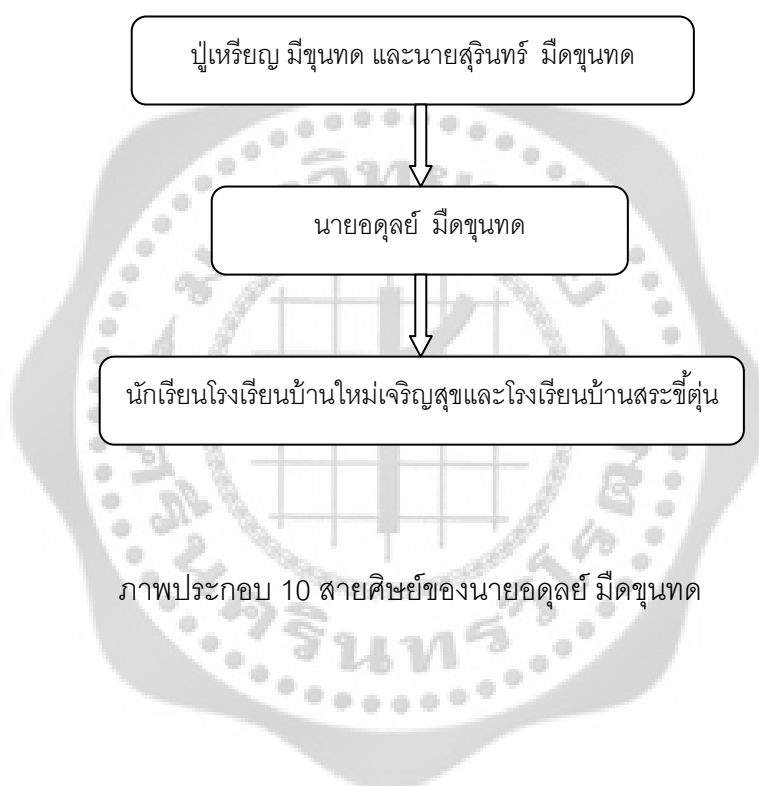 ปู่เหรียญ มีขุนทด และนายสุรินทร์ มืดขุนทด
นายอดุลย์ มืดขุนทด
นักเรียนโรงเรียนบ้านใหม่เจริญสุขและโรงเรียนบ้านสระขี้ตุ่น
ภาพประกอบ 10 สายศิษย์ของนายอดุลย์ มืดขุนทด